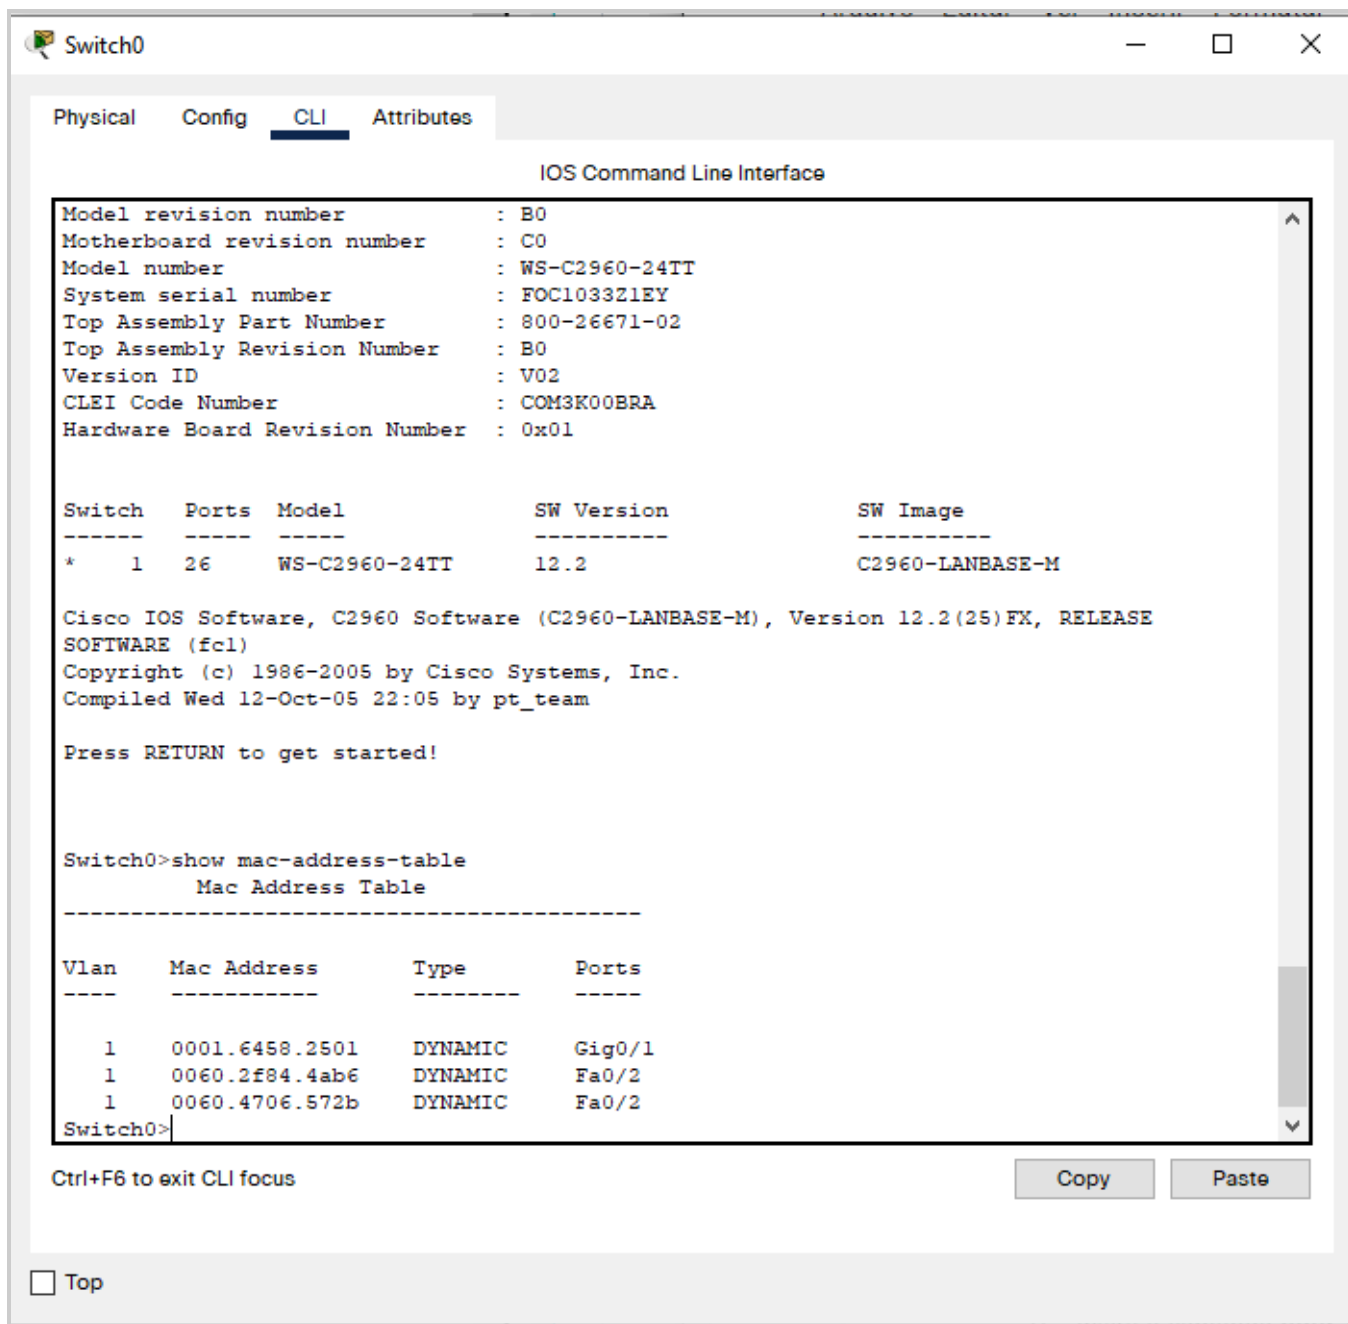 Switch0
Physical Config CLI Attributes
IOS Command Line Interface
Model revision number : B0
Motherboard revision number : C0
Model number : WS-C2960-24TT
System serial number : FOC1033Z1EY
Top Assembly Part Number : 800-26671-02
Top Assembly Revision Number : B0
Version ID : V02
CLEI Code Number : COM3K00BRA
Hardware Board Revision Number : 0x01
Switch Ports Model SW Version SW Image
------ ----- ----- ---------- ----------
* 1 26 WS-C2960-24TT 12.2 C2960-LANBASE-M
Cisco IOS Software, C2960 Software (C2960-LANBASE-M), Version 12.2(25)FX, RELEASE
SOFTWARE (fc1)
Copyright (c) 1986-2005 by Cisco Systems, Inc.
Compiled Wed 12-Oct-05 22:05 by pt_team
Press RETURN to get started!
Switch0>show mac-address-table
Mac Address Table
-------------------------------------------
Vlan Mac Address Type Ports
---- ----------- -------- -----
1 0001.6458.2501 DYNAMIC Gig0/1
1 0060.2f84.4ab6 DYNAMIC Fa0/2
1 0060.4706.572b DYNAMIC Fa0/2
Switch0>
Ctrl+F6 to exit CLI focus
Copy Paste
Top